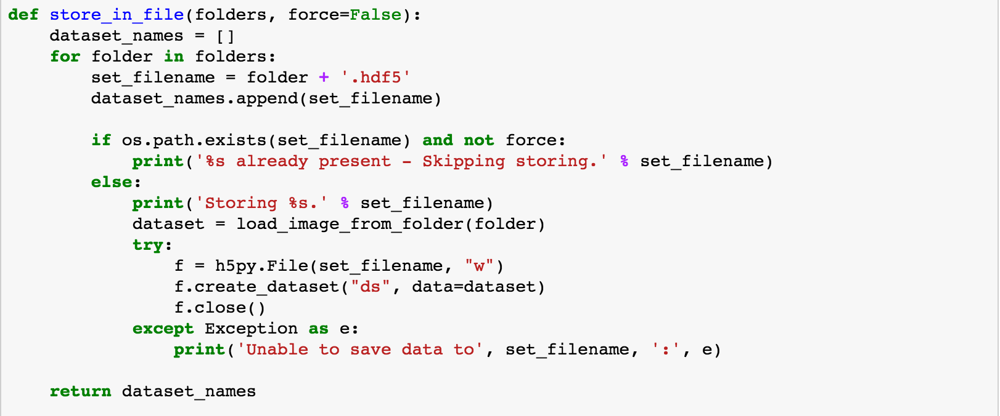 def store_in_file(folders, force=False):
    dataset_names = []
    for folder in folders:
        set_filename = folder + '.hdf5'
        dataset_names.append(set_filename)

        if os.path.exists(set_filename) and not force:
            print('%s already present - Skipping storing.' % set_filename)
        else:
            print('Storing %s.' % set_filename)
            dataset = load_image_from_folder(folder)
            try:
                f = h5py.File(set_filename, "w")
                f.create_dataset("ds", data=dataset)
                f.close()
            except Exception as e:
                print('Unable to save data to', set_filename, ':', e)

    return dataset_names